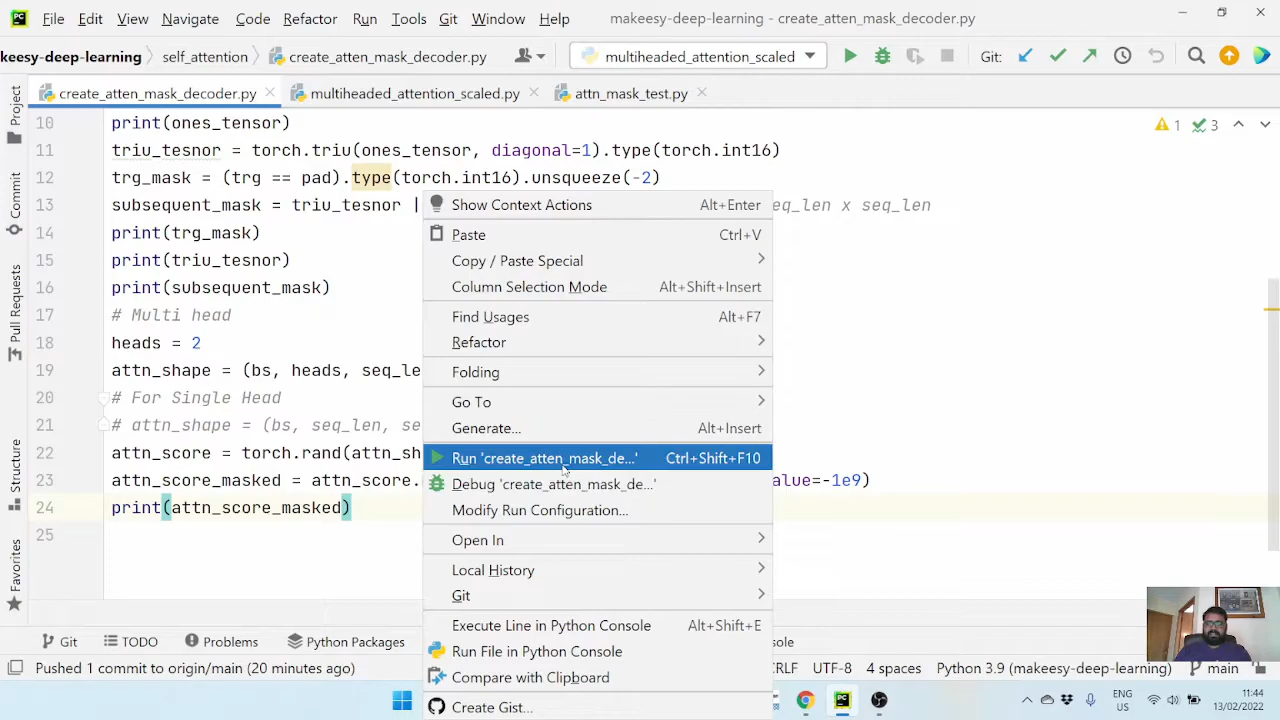 PC File Edit View Navigate Code Refactor Run Tools Git Window Help makeesy-deep-learning - create_atten_mask_decoder.py
keesy-deep-learning self_attention create_atten_mask_decoder.py multiheaded_attention_scaled Git:
create_atten_mask_decoder.py multiheaded_attention_scaled.py attn_mask_test.py
Project
Commit
Pull Requests
Structure
Favorites
1 3
10 print(ones_tensor)
11 triu_tesnor = torch.triu(ones_tensor, diagonal=1).type(torch.int16)
12 trg_mask = (trg == pad).type(torch.int16).unsqueeze(-2)
13 subsequent_mask = triu_tesnor | eq_len x seq_len
14 print(trg_mask)
15 print(triu_tesnor)
16 print(subsequent_mask)
17 # Multi head
18 heads = 2
19 attn_shape = (bs, heads, seq_le
20 # For Single Head
21 # attn_shape = (bs, seq_len, se
22 attn_score = torch.rand(attn_sh
23 attn_score_masked = attn_score. alue=-1e9)
24 print(attn_score_masked)
25
Show Context Actions Alt+Enter
Paste Ctrl+V
Copy / Paste Special
Column Selection Mode Alt+Shift+Insert
Find Usages Alt+F7
Refactor
Folding
Go To
Generate... Alt+Insert
Run 'create_atten_mask_de...' Ctrl+Shift+F10
Debug 'create_atten_mask_de...'
Modify Run Configuration...
Open In
Local History
Git
Execute Line in Python Console Alt+Shift+E
Run File in Python Console
Compare with Clipboard
Create Gist...
Git TODO Problems Python Packages sole
Pushed 1 commit to origin/main (20 minutes ago) CRLF UTF-8 4 spaces Python 3.9 (makeesy-deep-learning) main
PC ENG
US
11:44
13/02/2022